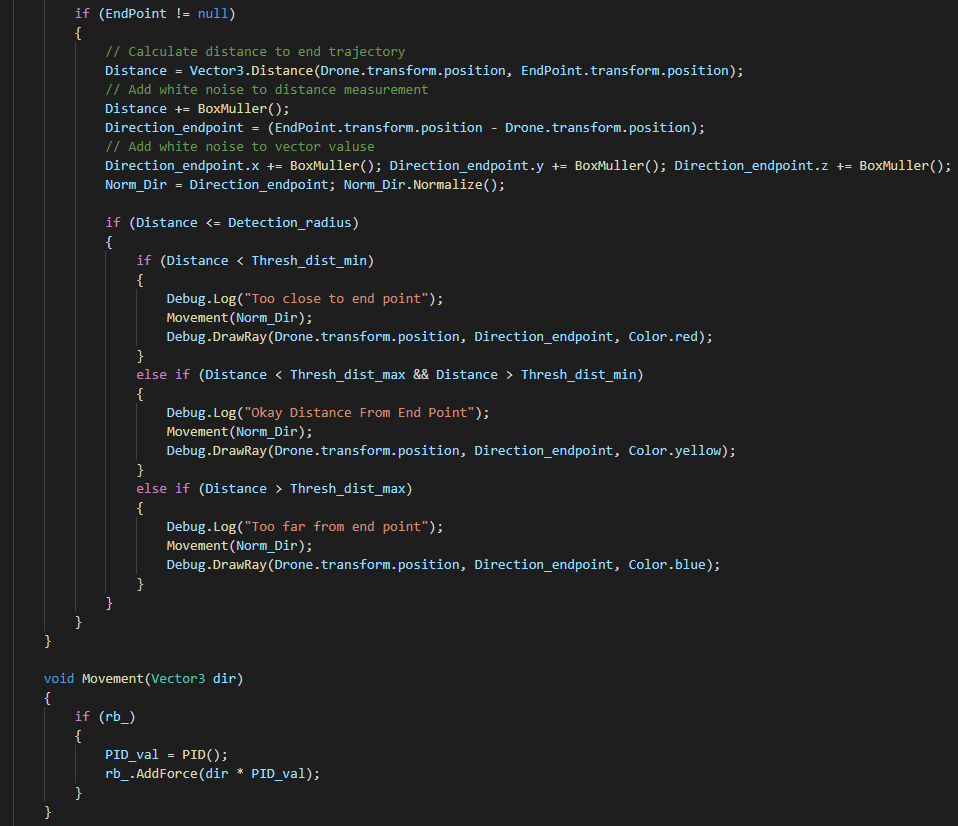 if (EndPoint != null)
{
// Calculate distance to end trajectory
Distance = Vector3.Distance(Drone.transform.position, EndPoint.transform.position);
// Add white noise to distance measurement
Distance += BoxMuller();
Direction_endpoint = (EndPoint.transform.position - Drone.transform.position);
// Add white noise to vector valuse
Direction_endpoint.x += BoxMuller(); Direction_endpoint.y += BoxMuller(); Direction_endpoint.z += BoxMuller();
Norm_Dir = Direction_endpoint; Norm_Dir.Normalize();
if (Distance <= Detection_radius)
{
if (Distance < Thresh_dist_min)
{
Debug.Log("Too close to end point");
Movement(Norm_Dir);
Debug.DrawRay(Drone.transform.position, Direction_endpoint, Color.red);
}
else if (Distance < Thresh_dist_max && Distance > Thresh_dist_min)
{
Debug.Log("Okay Distance From End Point");
Movement(Norm_Dir);
Debug.DrawRay(Drone.transform.position, Direction_endpoint, Color.yellow);
}
else if (Distance > Thresh_dist_max)
{
Debug.Log("Too far from end point");
Movement(Norm_Dir);
Debug.DrawRay(Drone.transform.position, Direction_endpoint, Color.blue);
}
}
}
}
void Movement(Vector3 dir)
{
if (rb_)
{
PID_val = PID();
rb_.AddForce(dir * PID_val);
}
}